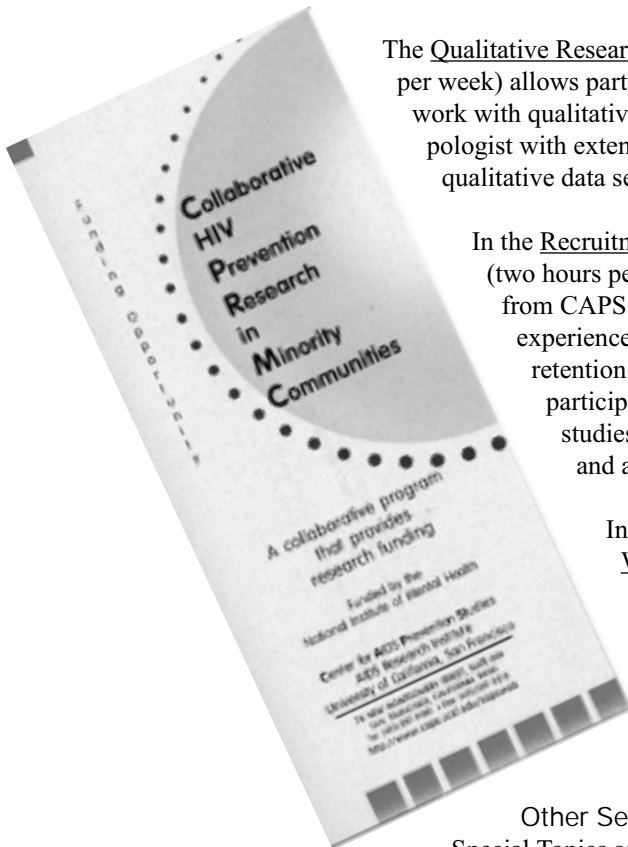 The Qualitative Resear
per week) allows part
work with qualitativ
pologist with exten
qualitative data se
In the Recruitn
(two hours pe
from CAPS
experience
retention
particip
studies
and a
In
W
Other Se
Special Topics a
Funding Opportunity
Collaborative
HIV
Prevention
Research
in
Minority
Communities
A collaborative program
that provides
research funding
Funded by the
National Institute of Mental Health
Center for AIDS Prevention Studies
AIDS Research Institute
University of California, San Francisco